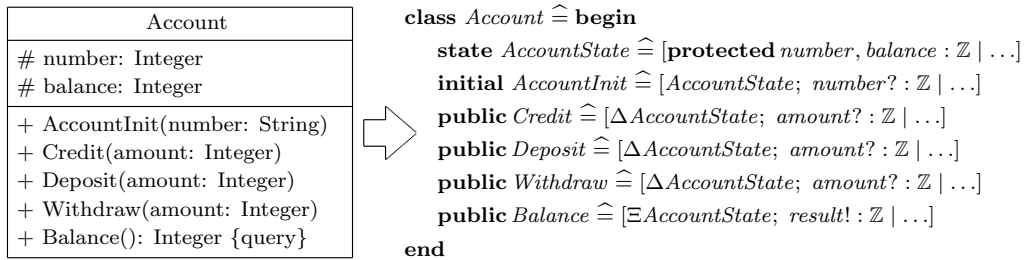 Account
# number: Integer
# balance: Integer
+ AccountInit(number: String)
+ Credit(amount: Integer)
+ Deposit(amount: Integer)
+ Withdraw(amount: Integer)
+ Balance(): Integer {query}
class Account ≙ begin
state AccountState ≙ [protected number, balance : ℤ | …]
initial AccountInit ≙ [AccountState; number? : ℤ | …]
public Credit ≙ [ΔAccountState; amount? : ℤ | …]
public Deposit ≙ [ΔAccountState; amount? : ℤ | …]
public Withdraw ≙ [ΔAccountState; amount? : ℤ | …]
public Balance ≙ [ΞAccountState; result! : ℤ | …]
end